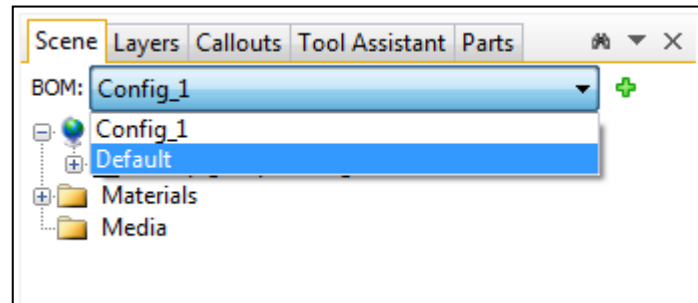 Scene Layers Callouts Tool Assistant Parts
BOM: Config_1
Config_1
Default
Materials
Media